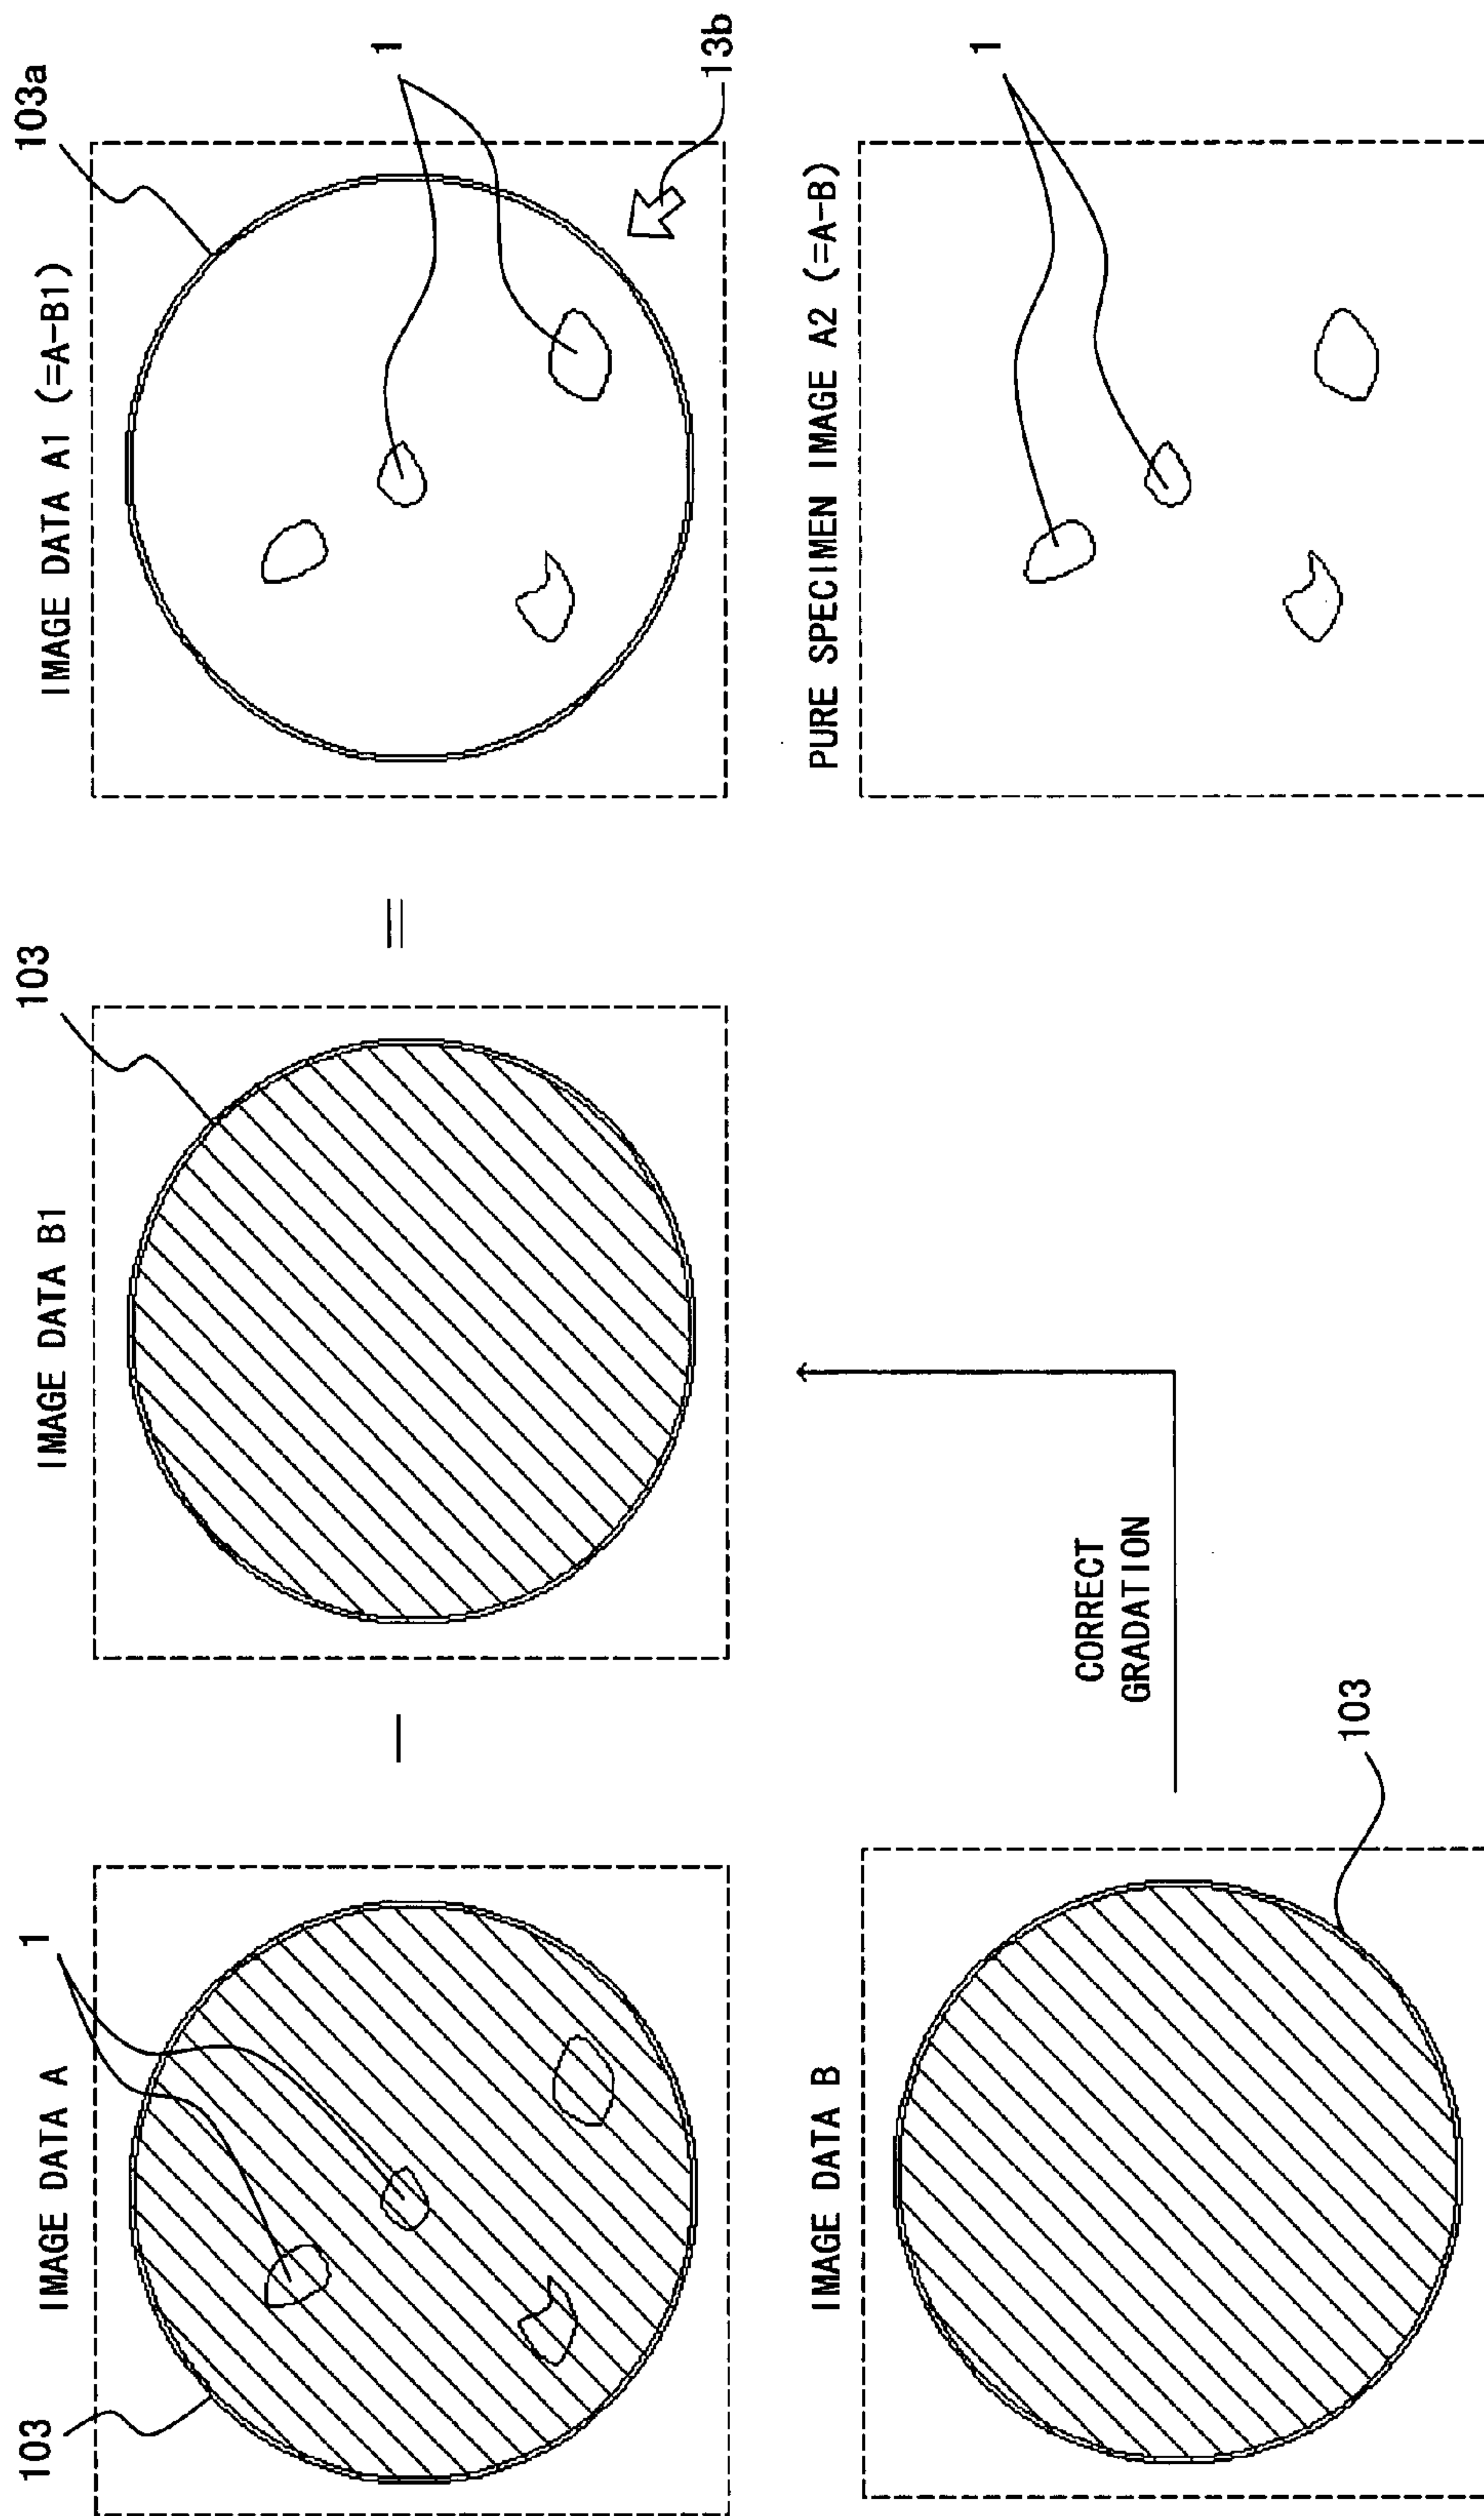 IMAGE DATA A
103
1
IMAGE DATA B1
103
IMAGE DATA A1 (=A-B1)
103a
1
13b
−
=
IMAGE DATA B
103
CORRECT
GRADATION
PURE SPECIMEN IMAGE A2 (=A-B)
1